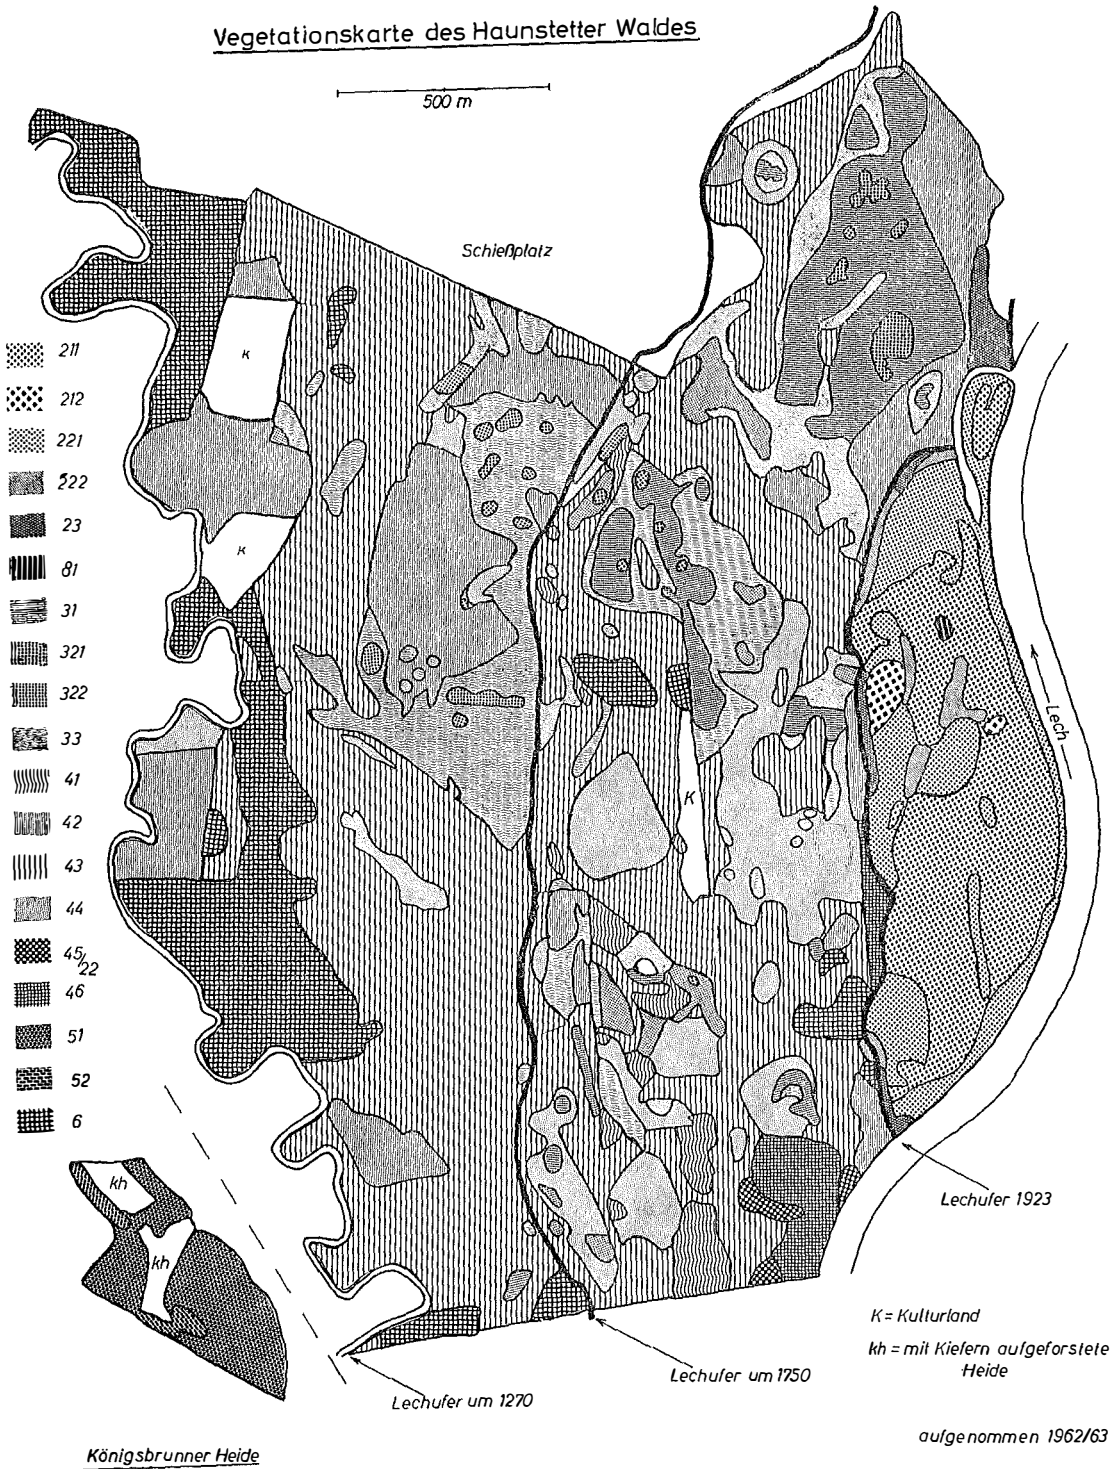 Vegetationskarte des Haunstetter Waldes
500 m
Schießplatz
K
K
K
211
212
221
222
23
81
31
321
322
33
41
42
43
44
45/22
46
51
52
6
Lech
kh
kh
Lechufer 1923
K = Kulturland
kh = mit Kiefern aufgeforstete
Heide
Lechufer um 1750
Lechufer um 1270
aufgenommen 1962/63
Königsbrunner Heide